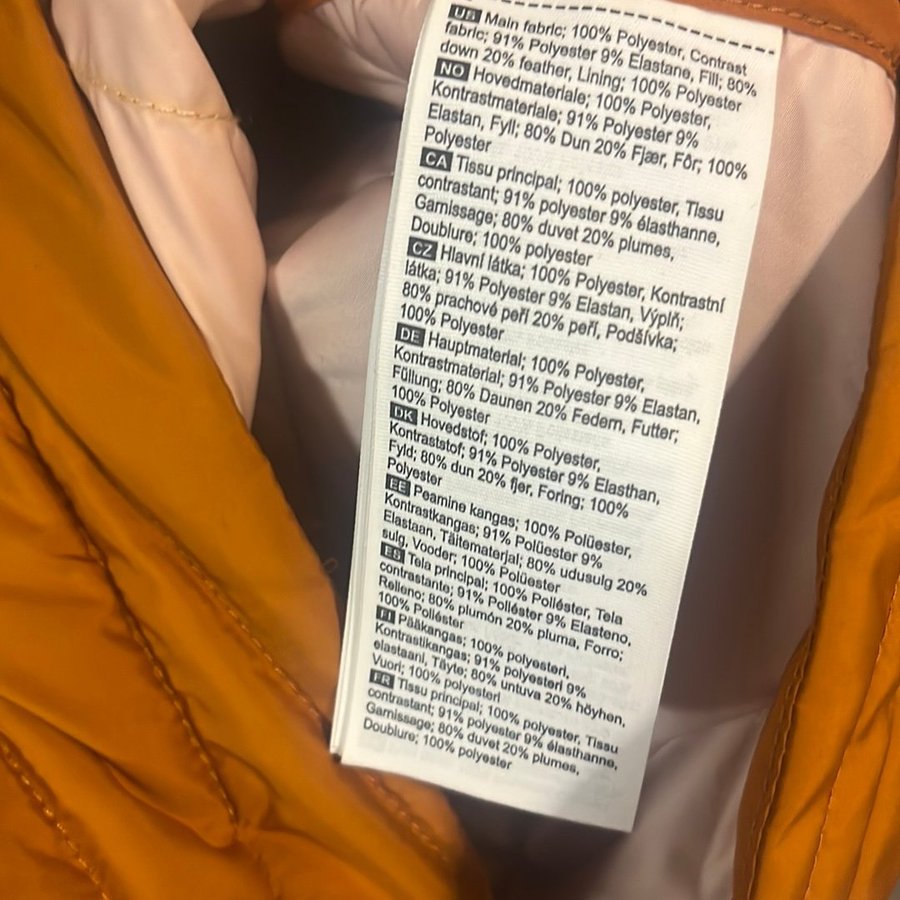 US Main fabric; 100% Polyester, Contrast
fabric; 91% Polyester 9% Elastane, Fill; 80%
down 20% feather, Lining; 100% Polyester
NO Hovedmateriale; 100% Polyester,
Kontrastmateriale; 91% Polyester 9%
Elastan, Fyll; 80% Dun 20% Fjær, Fôr; 100%
Polyester
CA Tissu principal; 100% polyester, Tissu
contrastant; 91% polyester 9% élasthanne,
Garnissage; 80% duvet 20% plumes,
Doublure; 100% polyester
CZ Hlavní látka; 100% Polyester, Kontrastní
látka; 91% Polyester 9% Elastan, Výplň;
80% prachové peří 20% peří, Podšívka;
100% Polyester
DE Hauptmaterial; 100% Polyester,
Kontrastmaterial; 91% Polyester 9% Elastan,
Füllung; 80% Daunen 20% Federn, Futter;
100% Polyester
DK Hovedstof; 100% Polyester,
Kontraststof; 91% Polyester 9% Elasthan,
Fyld; 80% dun 20% fjer, Foring; 100%
Polyester
EE Peamine kangas; 100% Polüester,
Kontrastkangas; 91% Polüester 9%
Elastaan, Täitematerjal; 80% udusulg 20%
sulg, Vooder; 100% Polüester
ES Tela principal; 100% Poliéster, Tela
contrastante; 91% Poliéster 9% Elasteno,
Relleno; 80% plumón 20% pluma, Forro;
100% Poliéster
FI Pääkangas; 100% polyesteri,
Kontrastikangas; 91% polyesteri 9%
elastaani, Täyte; 80% untuva 20% höyhen,
Vuori; 100% polyesteri
FR Tissu principal; 100% polyester, Tissu
contrastant; 91% polyester 9% élasthanne,
Garnissage; 80% duvet 20% plumes,
Doublure; 100% polyester